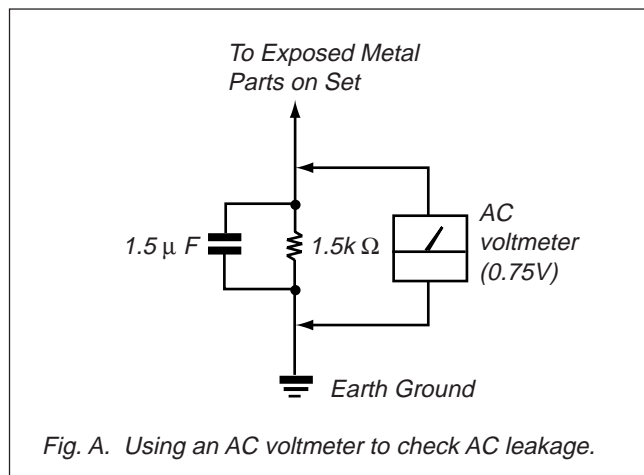 To Exposed Metal
Parts on Set
1.5 μ F
1.5k Ω
AC
voltmeter
(0.75V)
Earth Ground
Fig. A. Using an AC voltmeter to check AC leakage.